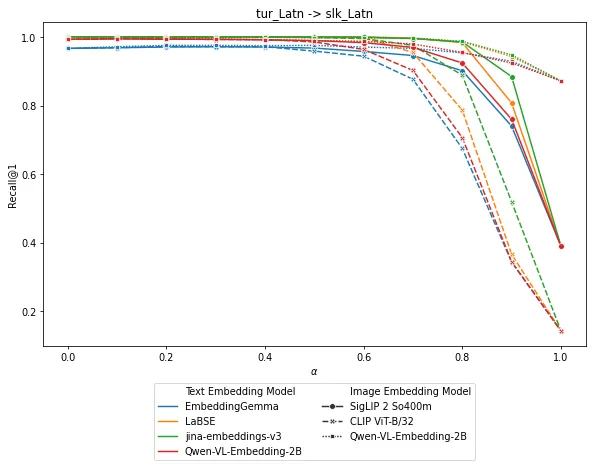 tur_Latn -> slk_Latn
Recall@1
1.0
0.8
0.6
0.4
0.2
0.0 0.2 0.4 0.6 0.8 1.0
α
Text Embedding Model
EmbeddingGemma
LaBSE
jina-embeddings-v3
Qwen-VL-Embedding-2B
Image Embedding Model
SigLIP 2 So400m
CLIP ViT-B/32
Qwen-VL-Embedding-2B